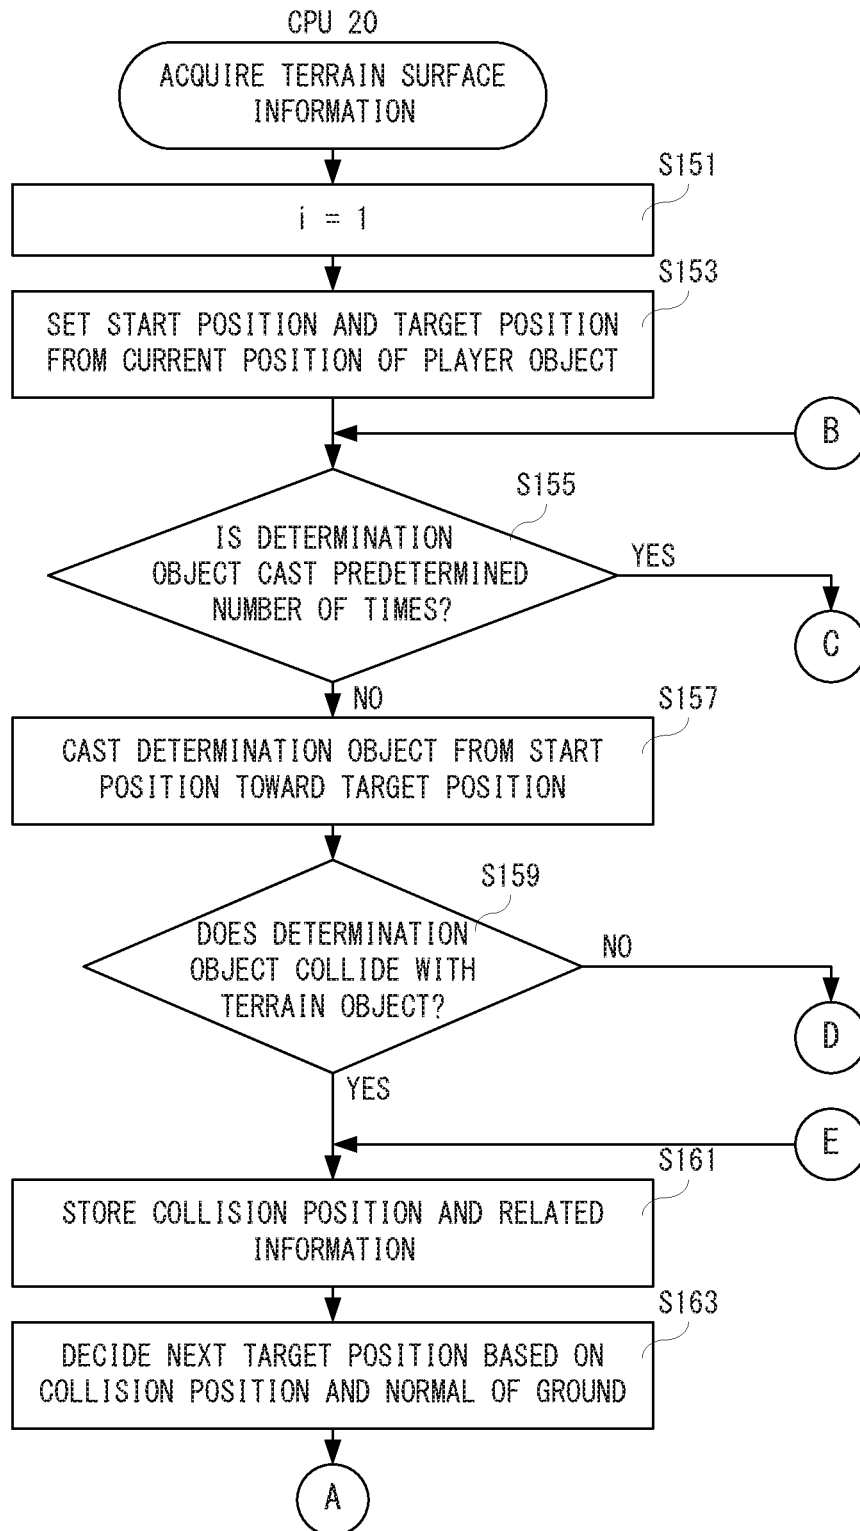 CPU 20
ACQUIRE TERRAIN SURFACE
INFORMATION
S151
i = 1
S153
SET START POSITION AND TARGET POSITION
FROM CURRENT POSITION OF PLAYER OBJECT
B
S155
IS DETERMINATION
OBJECT CAST PREDETERMINED
NUMBER OF TIMES?
YES
C
NO
S157
CAST DETERMINATION OBJECT FROM START
POSITION TOWARD TARGET POSITION
S159
DOES DETERMINATION
OBJECT COLLIDE WITH
TERRAIN OBJECT?
NO
D
YES
E
S161
STORE COLLISION POSITION AND RELATED
INFORMATION
S163
DECIDE NEXT TARGET POSITION BASED ON
COLLISION POSITION AND NORMAL OF GROUND
A